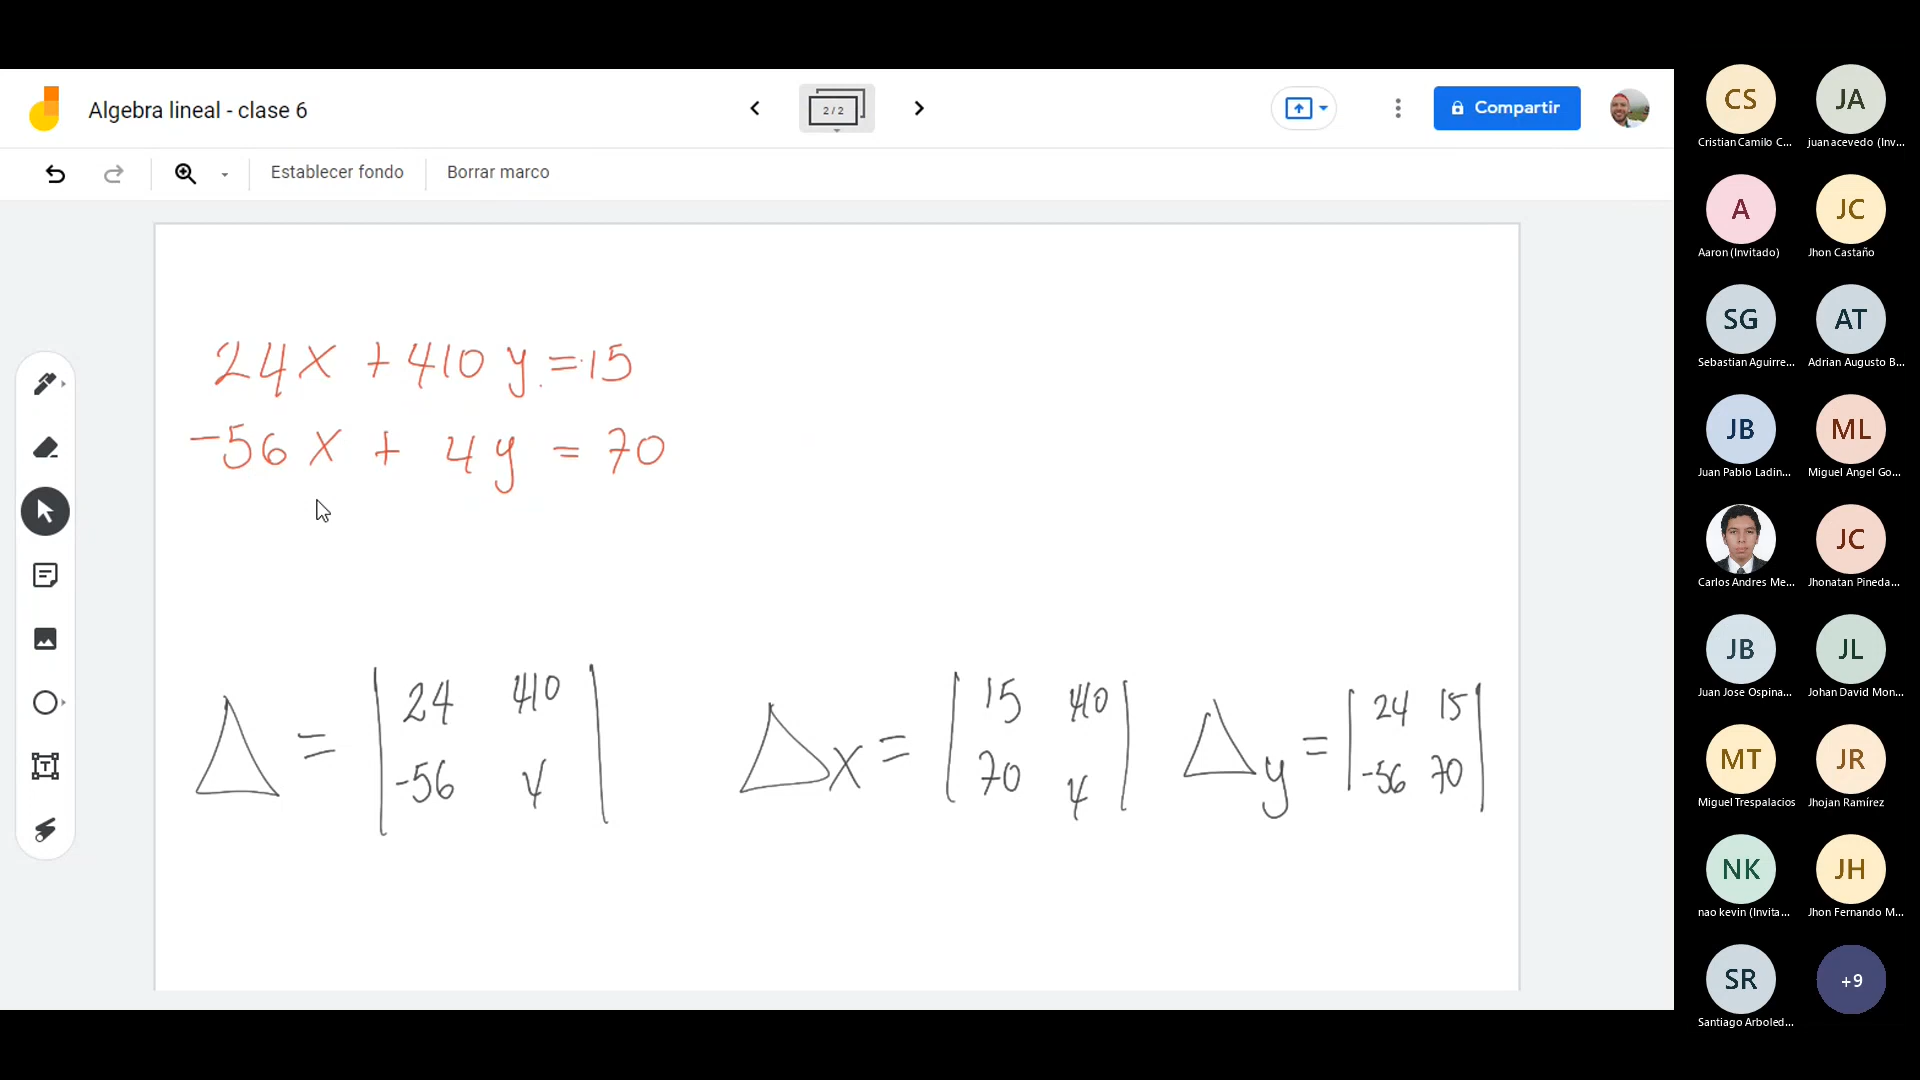 Algebra lineal - clase 6
2 / 2
Compartir
Establecer fondo
Borrar marco
24x + 410 y = 15
-56 x + 4 y = 70
Δ = | 24 410 |
| -56 4 |
Δx = | 15 410 |
| 70 4 |
Δy = | 24 15 |
| -56 70 |
CS
Cristian Camilo C...
JA
juan acevedo (Inv...
A
Aaron (Invitado)
JC
Jhon Castaño
SG
Sebastian Aguirre...
AT
Adrian Augusto B...
JB
Juan Pablo Ladin...
ML
Miguel Angel Go...
Carlos Andres Me...
JC
Jhonatan Pineda...
JB
Juan Jose Ospina...
JL
Johan David Mon...
MT
Miguel Trespalacios
JR
Jhojan Ramírez
NK
nao kevin (Invita...
JH
Jhon Fernando M...
SR
Santiago Arboled...
+9